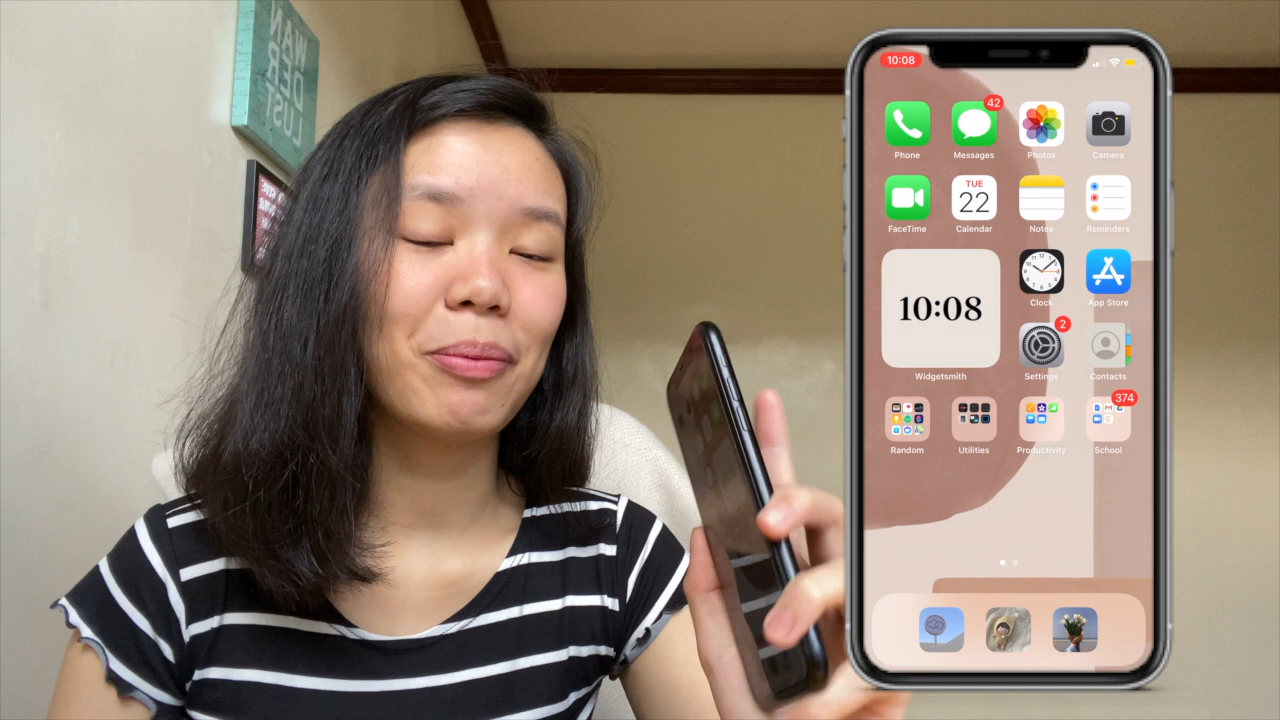 WAN
DER
LUST
10:08
42
Phone
Messages
Photos
Camera
TUE
22
FaceTime
Calendar
Notes
Reminders
10:08
Clock
App Store
2
Widgetsmith
Settings
Contacts
374
Random
Utilities
Productivity
School